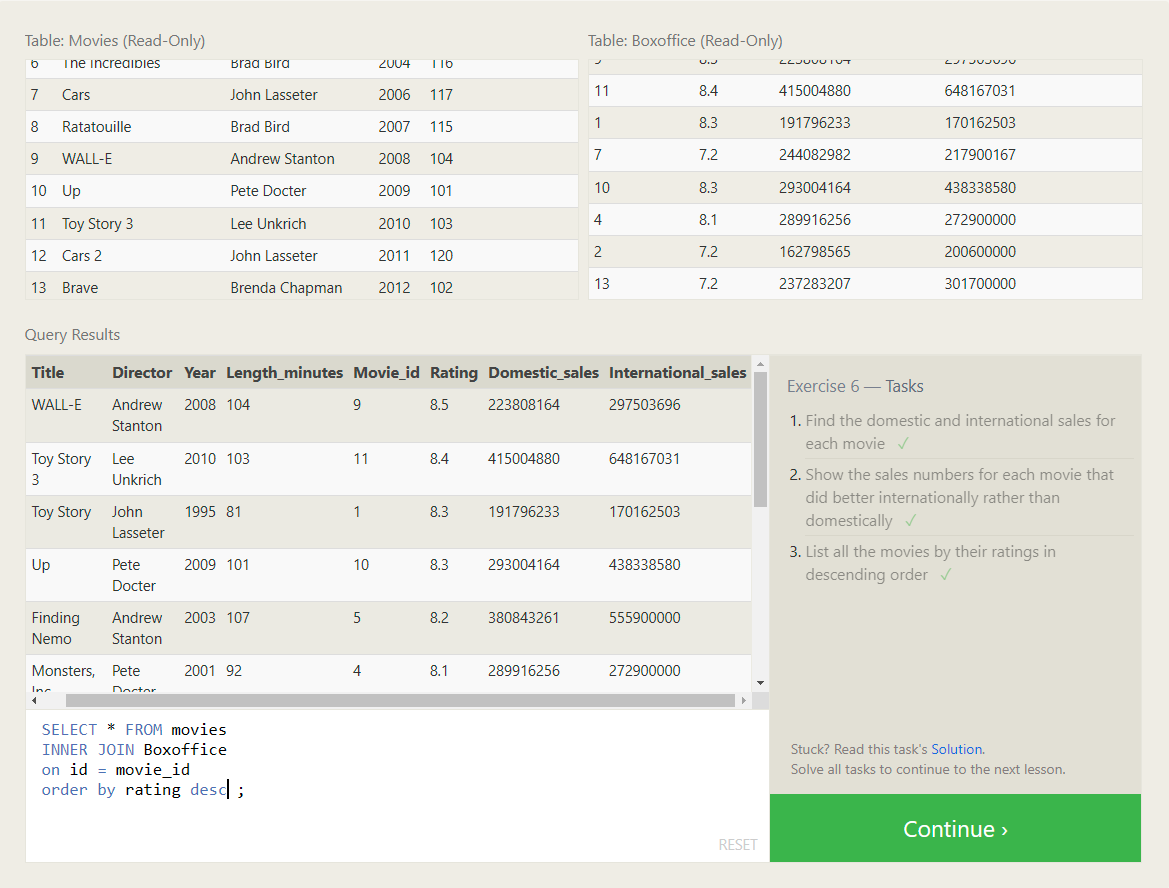 Table: Movies (Read-Only)
6 The Incredibles Brad Bird 2004 116
7 Cars John Lasseter 2006 117
8 Ratatouille Brad Bird 2007 115
9 WALL-E Andrew Stanton 2008 104
10 Up Pete Docter 2009 101
11 Toy Story 3 Lee Unkrich 2010 103
12 Cars 2 John Lasseter 2011 120
13 Brave Brenda Chapman 2012 102
Table: Boxoffice (Read-Only)
9 8.5 223808164 297503696
11 8.4 415004880 648167031
1 8.3 191796233 170162503
7 7.2 244082982 217900167
10 8.3 293004164 438338580
4 8.1 289916256 272900000
2 7.2 162798565 200600000
13 7.2 237283207 301700000
Query Results
Title Director Year Length_minutes Movie_id Rating Domestic_sales International_sales
WALL-E Andrew 2008 104 9 8.5 223808164 297503696
Stanton
Toy Story Lee 2010 103 11 8.4 415004880 648167031
3 Unkrich
Toy Story John 1995 81 1 8.3 191796233 170162503
Lasseter
Up Pete 2009 101 10 8.3 293004164 438338580
Docter
Finding Andrew 2003 107 5 8.2 380843261 555900000
Nemo Stanton
Monsters, Pete 2001 92 4 8.1 289916256 272900000
Inc. Docter
SELECT * FROM movies
INNER JOIN Boxoffice
on id = movie_id
order by rating desc ;
RESET
Exercise 6 — Tasks
1. Find the domestic and international sales for
each movie ✓
2. Show the sales numbers for each movie that
did better internationally rather than
domestically ✓
3. List all the movies by their ratings in
descending order ✓
Stuck? Read this task's Solution.
Solve all tasks to continue to the next lesson.
Continue ›